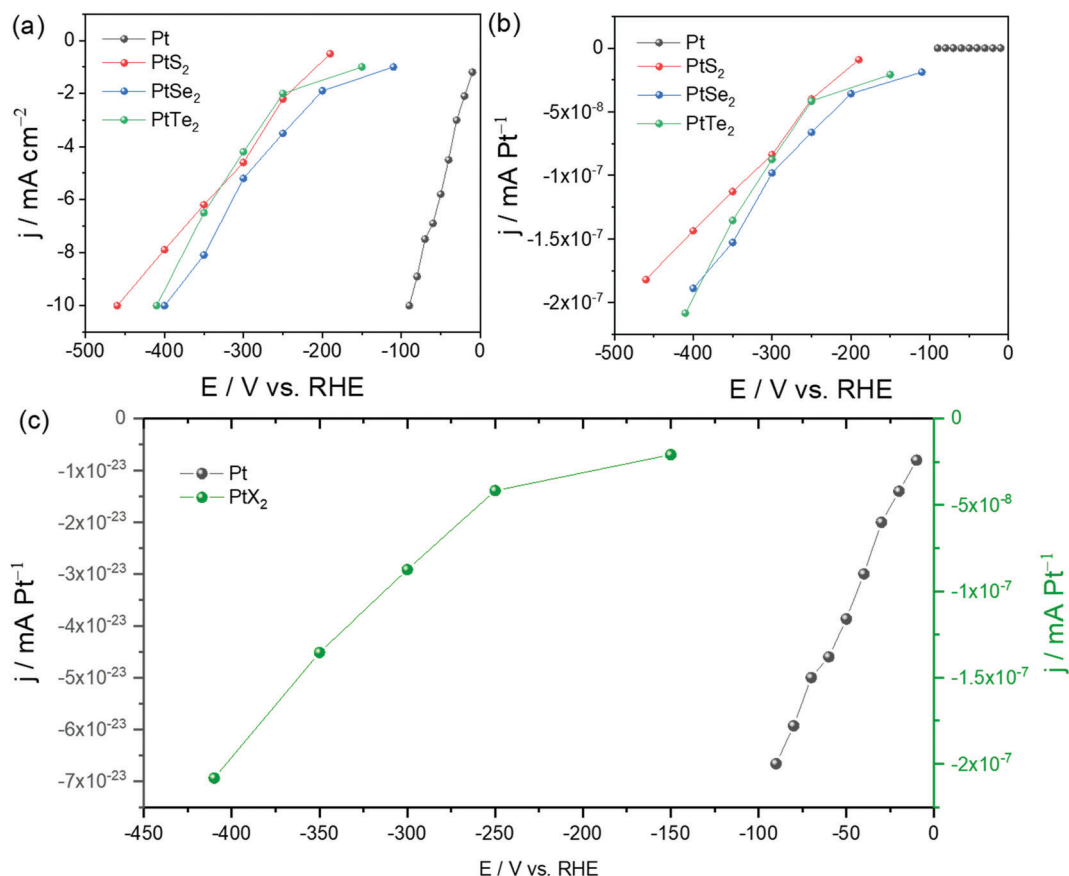 (a)
Pt
PtS₂
PtSe₂
PtTe₂
0
-2
-4
-6
-8
-10
j / mA cm⁻²
-500
-400
-300
-200
-100
0
E / V vs. RHE
(b)
Pt
PtS₂
PtSe₂
PtTe₂
0
-5x10⁻⁸
-1x10⁻⁷
-1.5x10⁻⁷
-2x10⁻⁷
j / mA Pt⁻¹
-500
-400
-300
-200
-100
0
E / V vs. RHE
(c)
Pt
PtX₂
0
-1x10⁻²³
-2x10⁻²³
-3x10⁻²³
-4x10⁻²³
-5x10⁻²³
-6x10⁻²³
-7x10⁻²³
j / mA Pt⁻¹
0
-5x10⁻⁸
-1x10⁻⁷
-1.5x10⁻⁷
-2x10⁻⁷
j / mA Pt⁻¹
-450
-400
-350
-300
-250
-200
-150
-100
-50
0
E / V vs. RHE